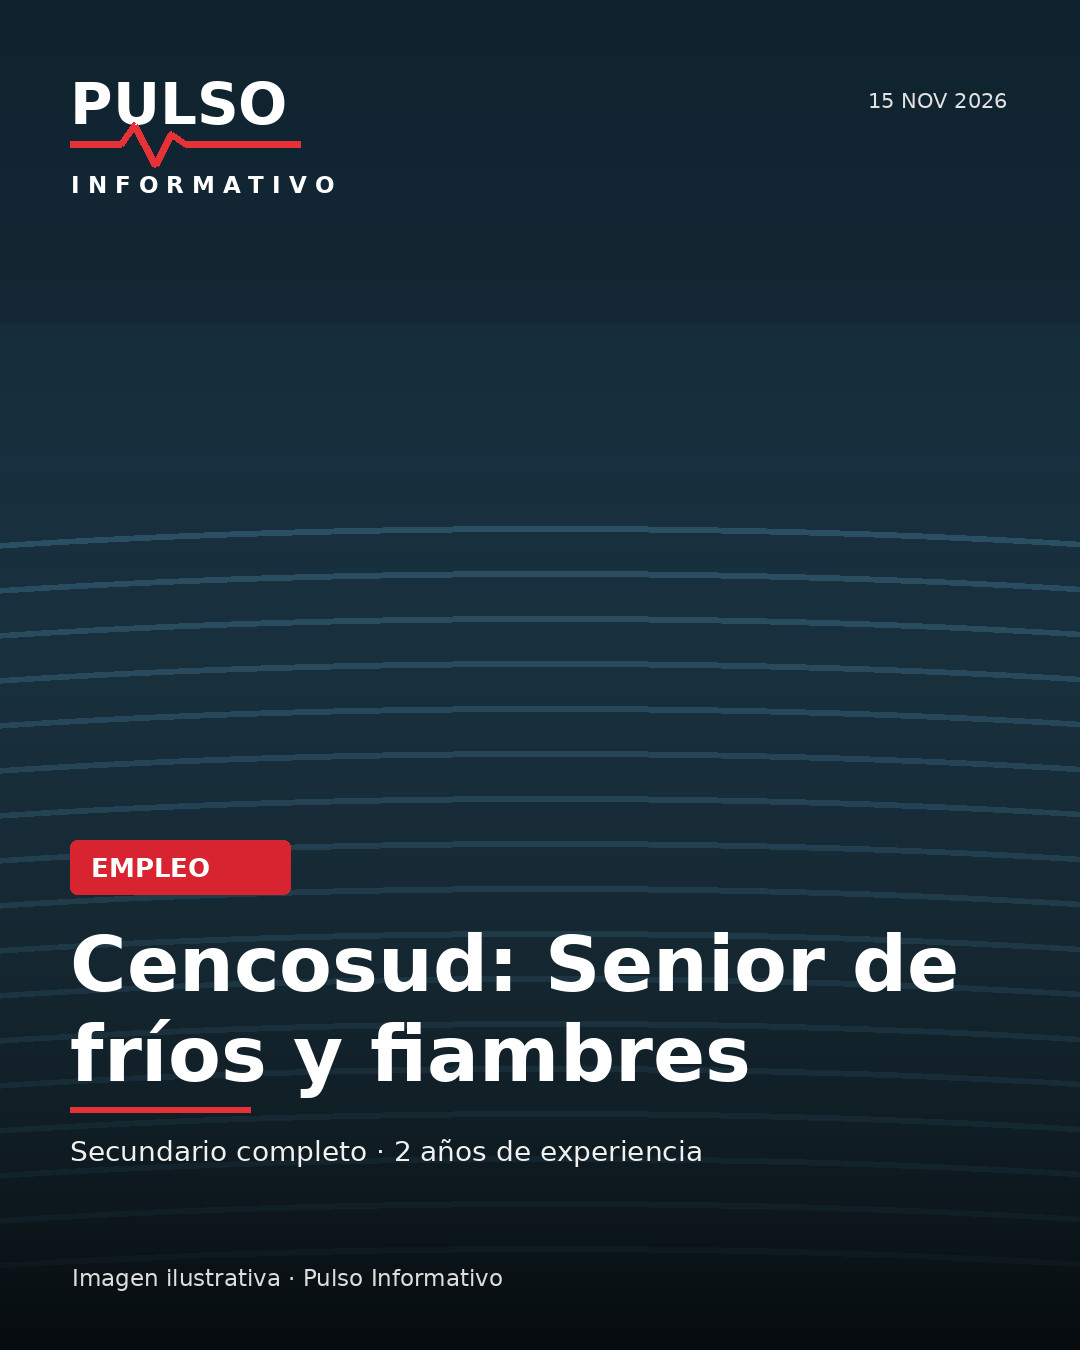 PULSO
INFORMATIVO
15 NOV 2026
EMPLEO
Cencosud: Senior de
fríos y fiambres
Secundario completo · 2 años de experiencia
Imagen ilustrativa · Pulso Informativo